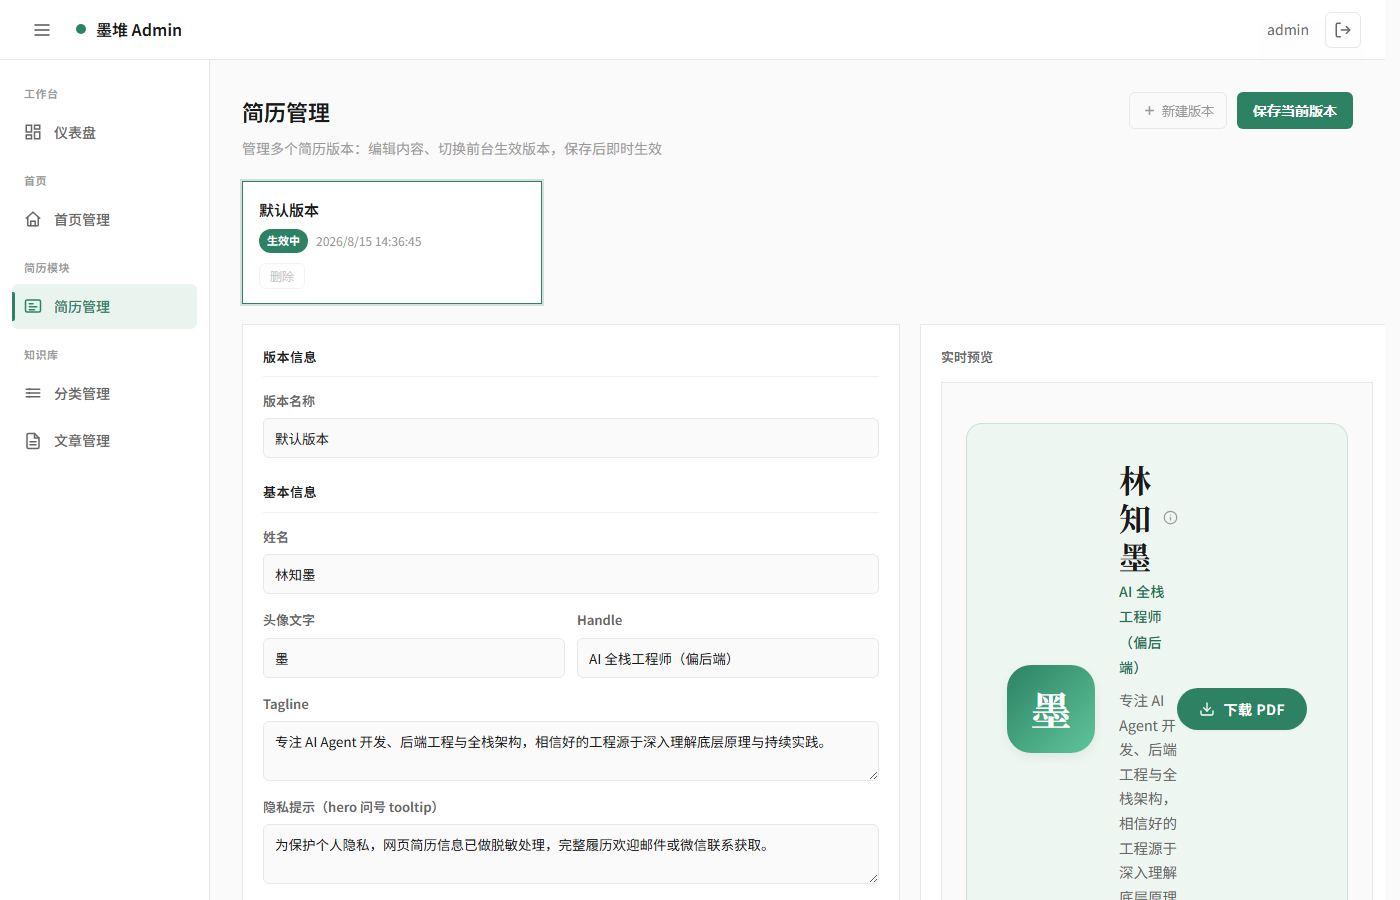 墨堆 Admin
admin
工作台
仪表盘
首页
首页管理
简历模块
简历管理
知识库
分类管理
文章管理
简历管理
管理多个简历版本：编辑内容、切换前台生效版本，保存后即时生效
新建版本
保存当前版本
默认版本
生效中 2026/8/15 14:36:45
删除
版本信息
版本名称
默认版本
基本信息
姓名
林知墨
头像文字
墨
Handle
AI 全栈工程师（偏后端）
Tagline
专注 AI Agent 开发、后端工程与全栈架构，相信好的工程源于深入理解底层原理与持续实践。
隐私提示（hero 问号 tooltip）
为保护个人隐私，网页简历信息已做脱敏处理，完整履历欢迎邮件或微信联系获取。
实时预览
墨
林
知
墨
AI 全栈
工程师
（偏后
端）
专注 AI
Agent 开
发、后端
工程与全
栈架构，
相信好的
工程源于
深入理解
底层原理
下载 PDF